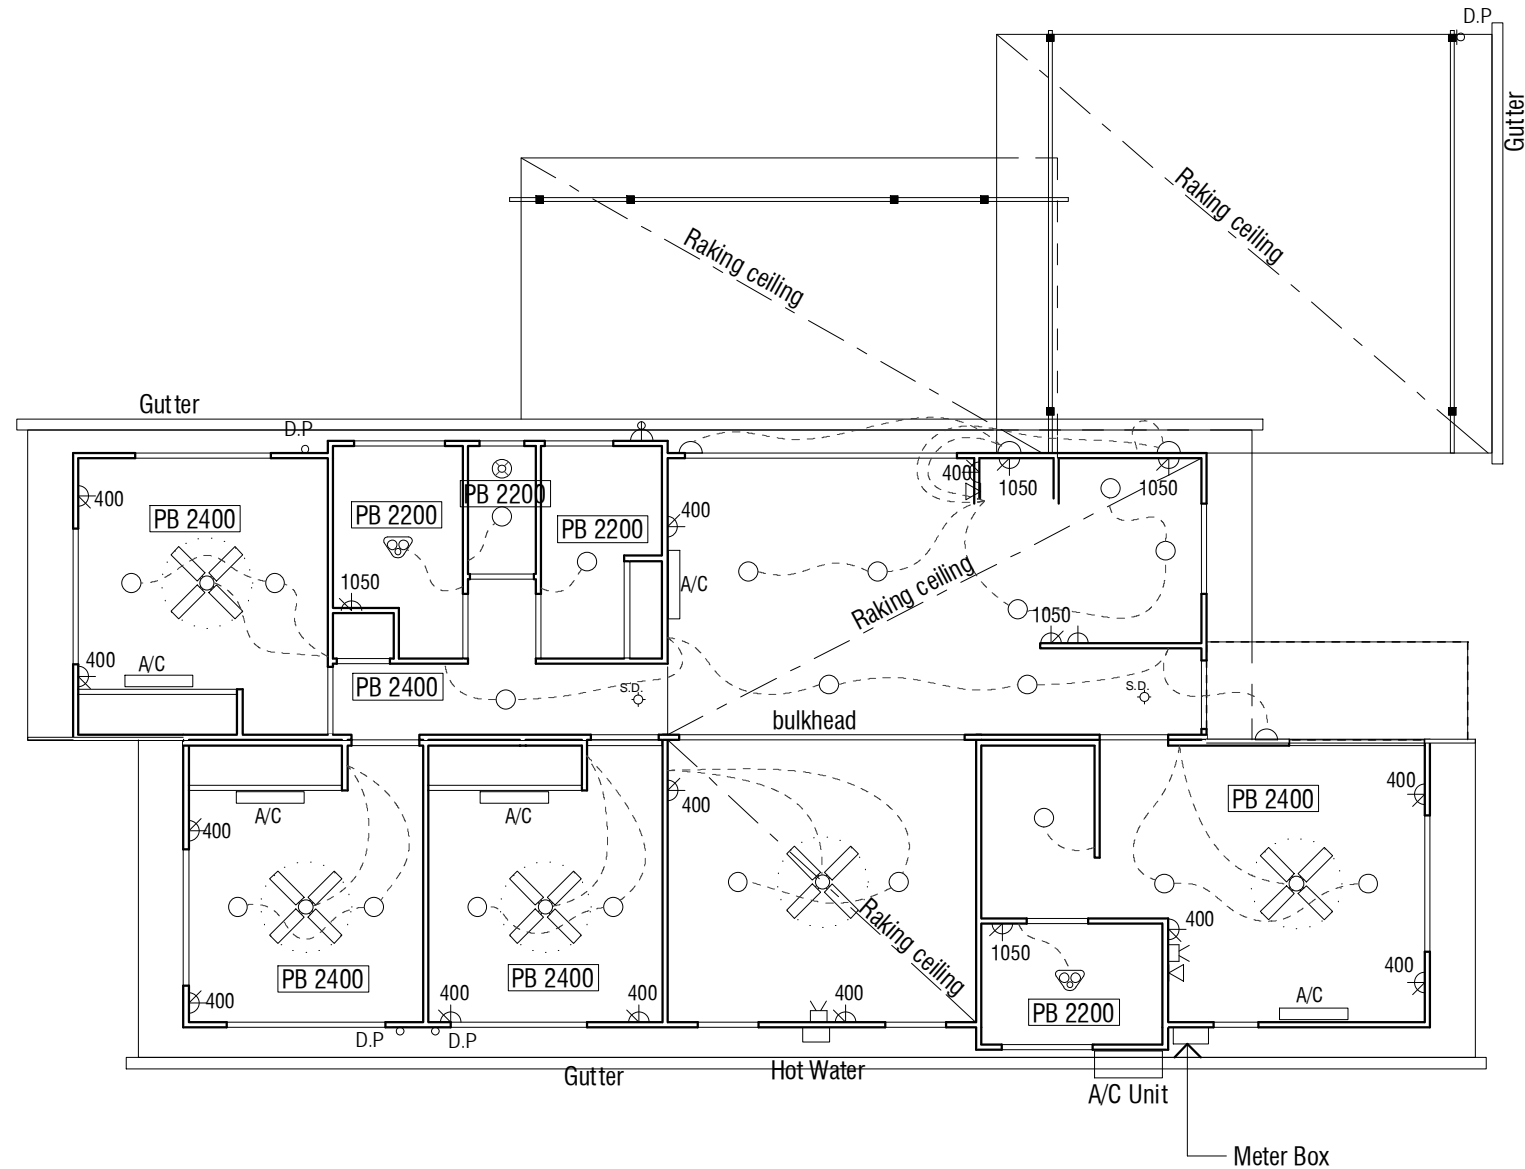 D.P
Gutter
Raking ceiling
Raking ceiling
Gutter
D.P
400
PB 2400
PB 2200
PB 2200
PB 2200
400
400
1050
1050
A/C
1050
Raking ceiling
1050
400
A/C
PB 2400
S.D.
S.D.
bulkhead
A/C
400
A/C
400
400
PB 2400
400
PB 2400
400
PB 2400
400
400
Raking ceiling
400
1050
PB 2200
400
A/C
400
D.P
D.P
Gutter
Hot Water
A/C Unit
Meter Box